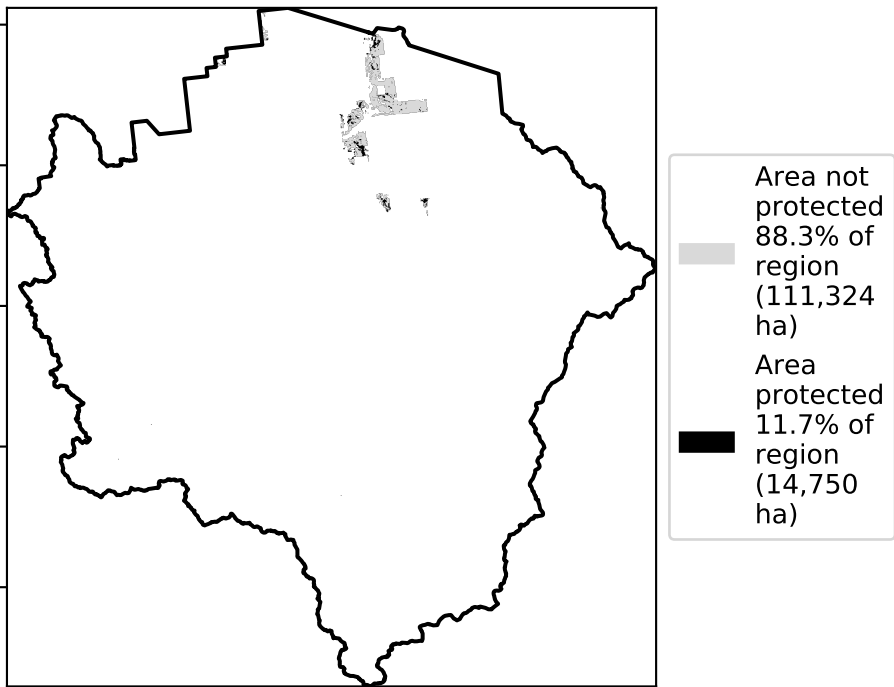 Area not
protected
88.3% of
region
(111,324
ha)
Area
protected
11.7% of
region
(14,750
ha)